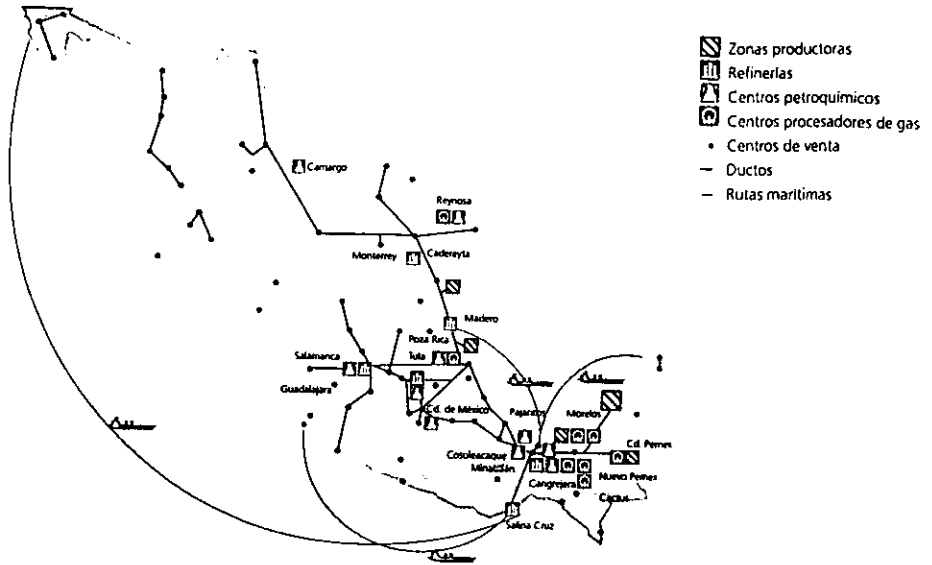 Zonas productoras
Refinerías
Centros petroquímicos
Centros procesadores de gas
Centros de venta
Ductos
Rutas marítimas
Camargo
Reynosa
Monterrey
Cadereyta
Madero
Poza Rica
Salamanca
Tula
Guadalajara
Cd. de México
Pajaritos
Morelos
Cosoleacaque
Cd. Pemex
Minatitlán
Cangrejera
Nuevo Pemex
Cactus
Salina Cruz